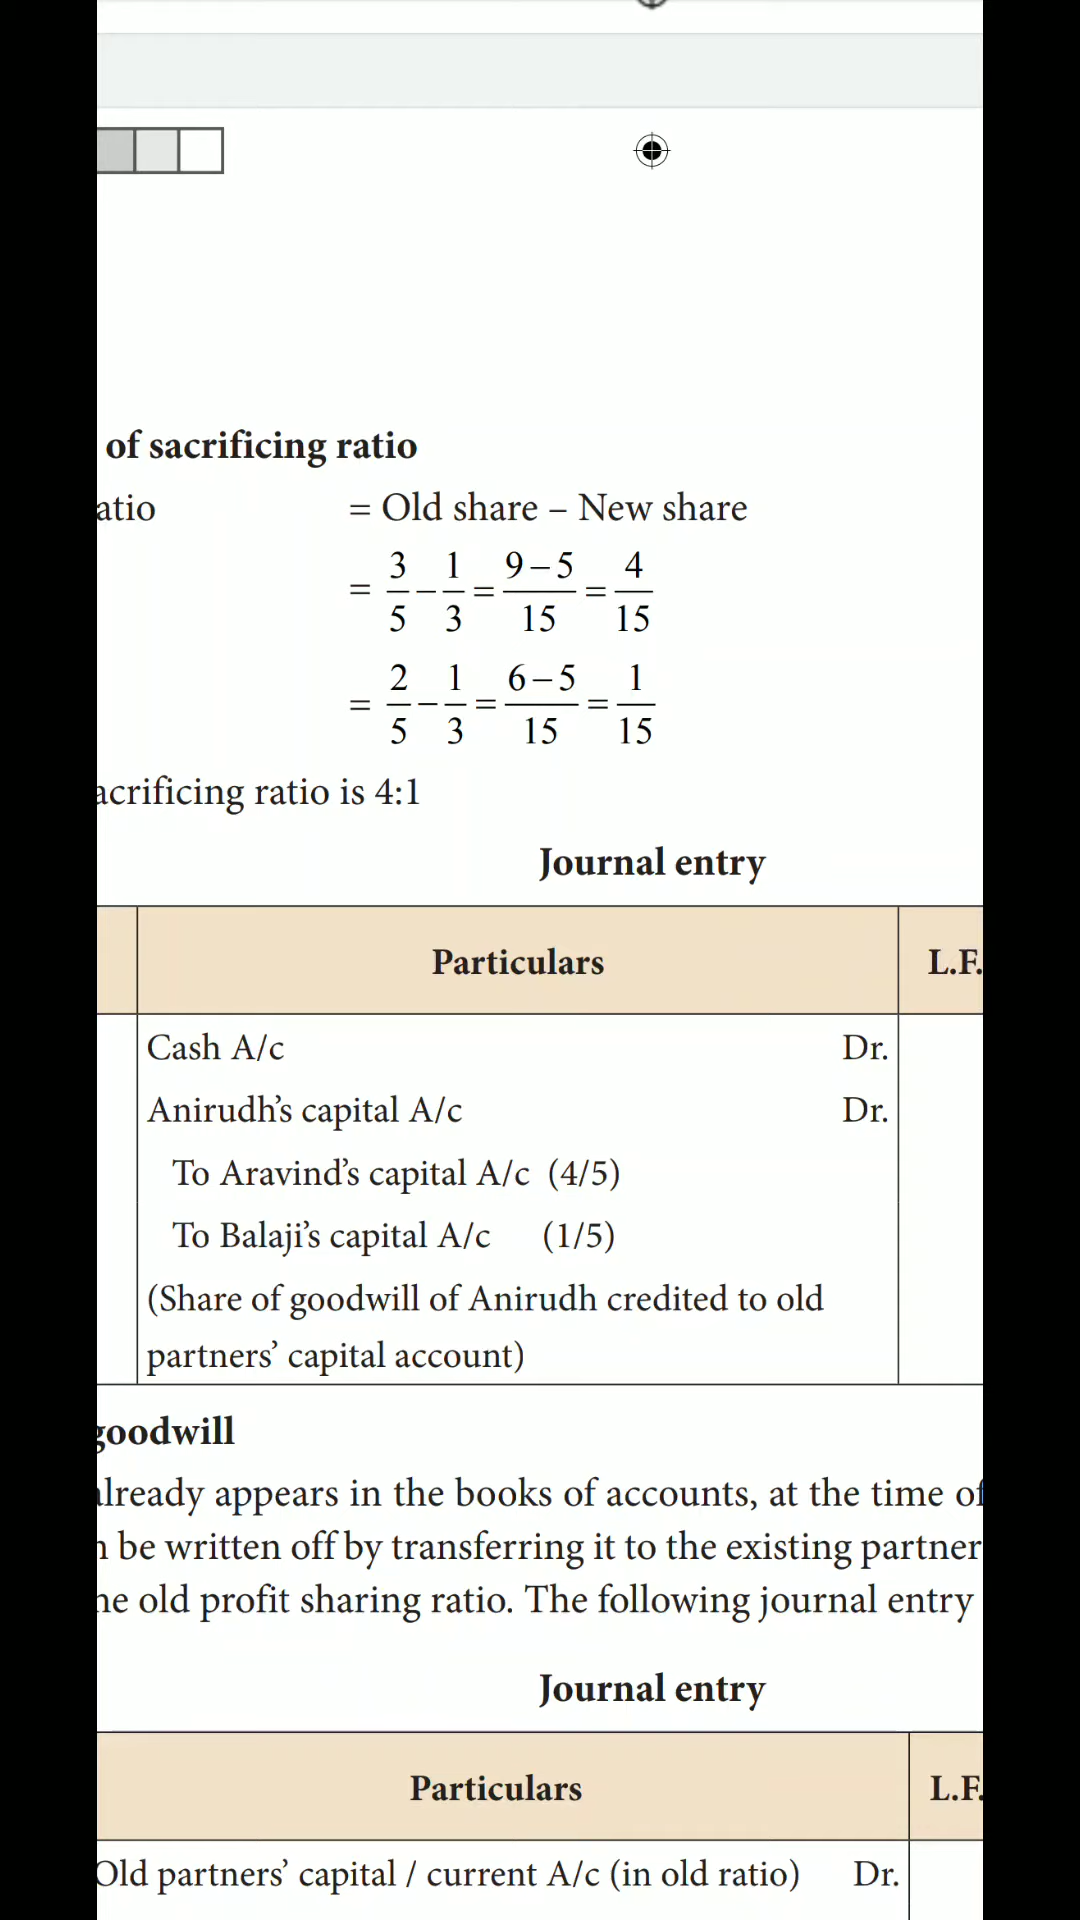 of sacrificing ratio
atio = Old share – New share
= 3/5 – 1/3 = 9 – 5/15 = 4/15
= 2/5 – 1/3 = 6 – 5/15 = 1/15
acrificing ratio is 4:1
Journal entry
Particulars L.F.
Cash A/c Dr.
Anirudh’s capital A/c Dr.
To Aravind’s capital A/c (4/5)
To Balaji’s capital A/c (1/5)
(Share of goodwill of Anirudh credited to old
partners’ capital account)
goodwill
already appears in the books of accounts, at the time of
be written off by transferring it to the existing partner
he old profit sharing ratio. The following journal entry
Journal entry
Particulars L.F.
Old partners’ capital / current A/c (in old ratio) Dr.